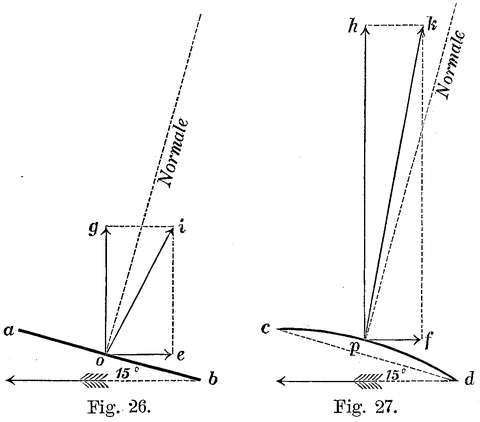 h k
Normale
Normale
g i
a
o e
c
p f
15°
b
15°
d
Fig. 26.
Fig. 27.